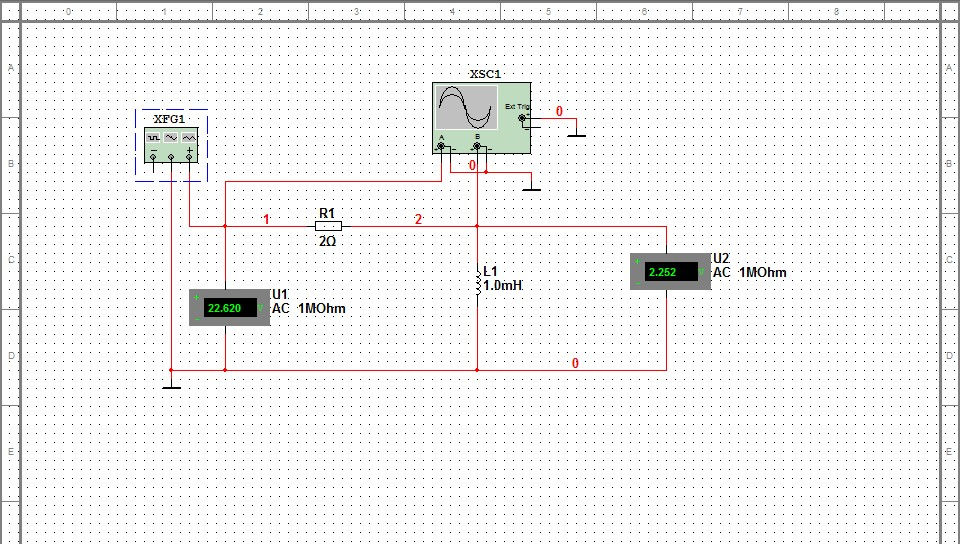 0 1 2 3 4 5 6 7 8
A A
XSC1
Ext Trig
0
XFG1
A B
B B
0
1
R1
2Ω
2
C C
U2
2.252
AC 1MOhm
L1
1.0mH
U1
22.620
AC 1MOhm
D D
0
E E